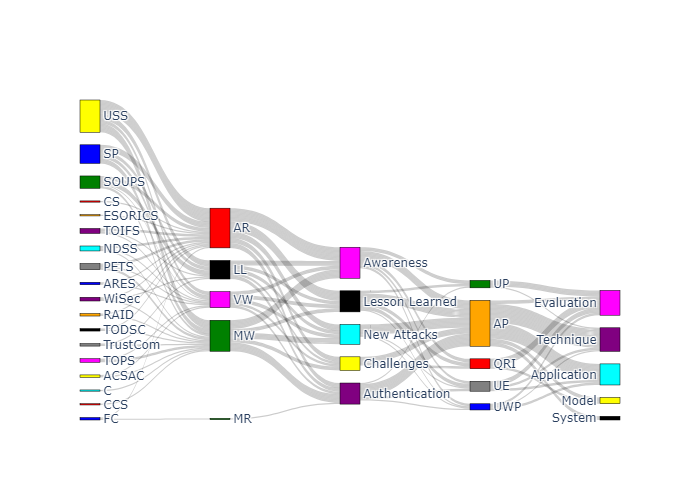 USS
SP
SOUPS
CS
ESORICS
TOIFS
NDSS
PETS
ARES
WiSec
RAID
TODSC
TrustCom
TOPS
ACSAC
C
CCS
FC
AR
LL
VW
MW
MR
Awareness
Lesson Learned
New Attacks
Challenges
Authentication
UP
AP
QRI
UE
UWP
Evaluation
Technique
Application
Model
System